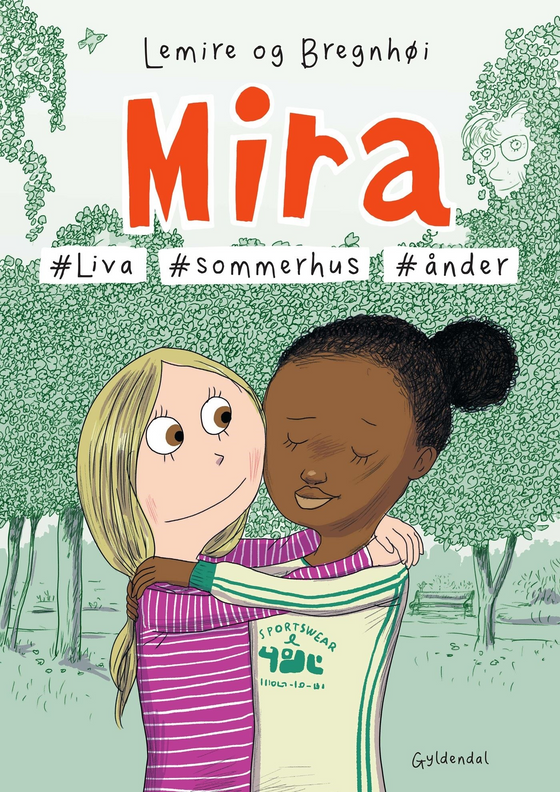 Lemire og Bregnhøi
Mira
#Liva #sommerhus #ånder
SPORTSWEAR
Gyldendal